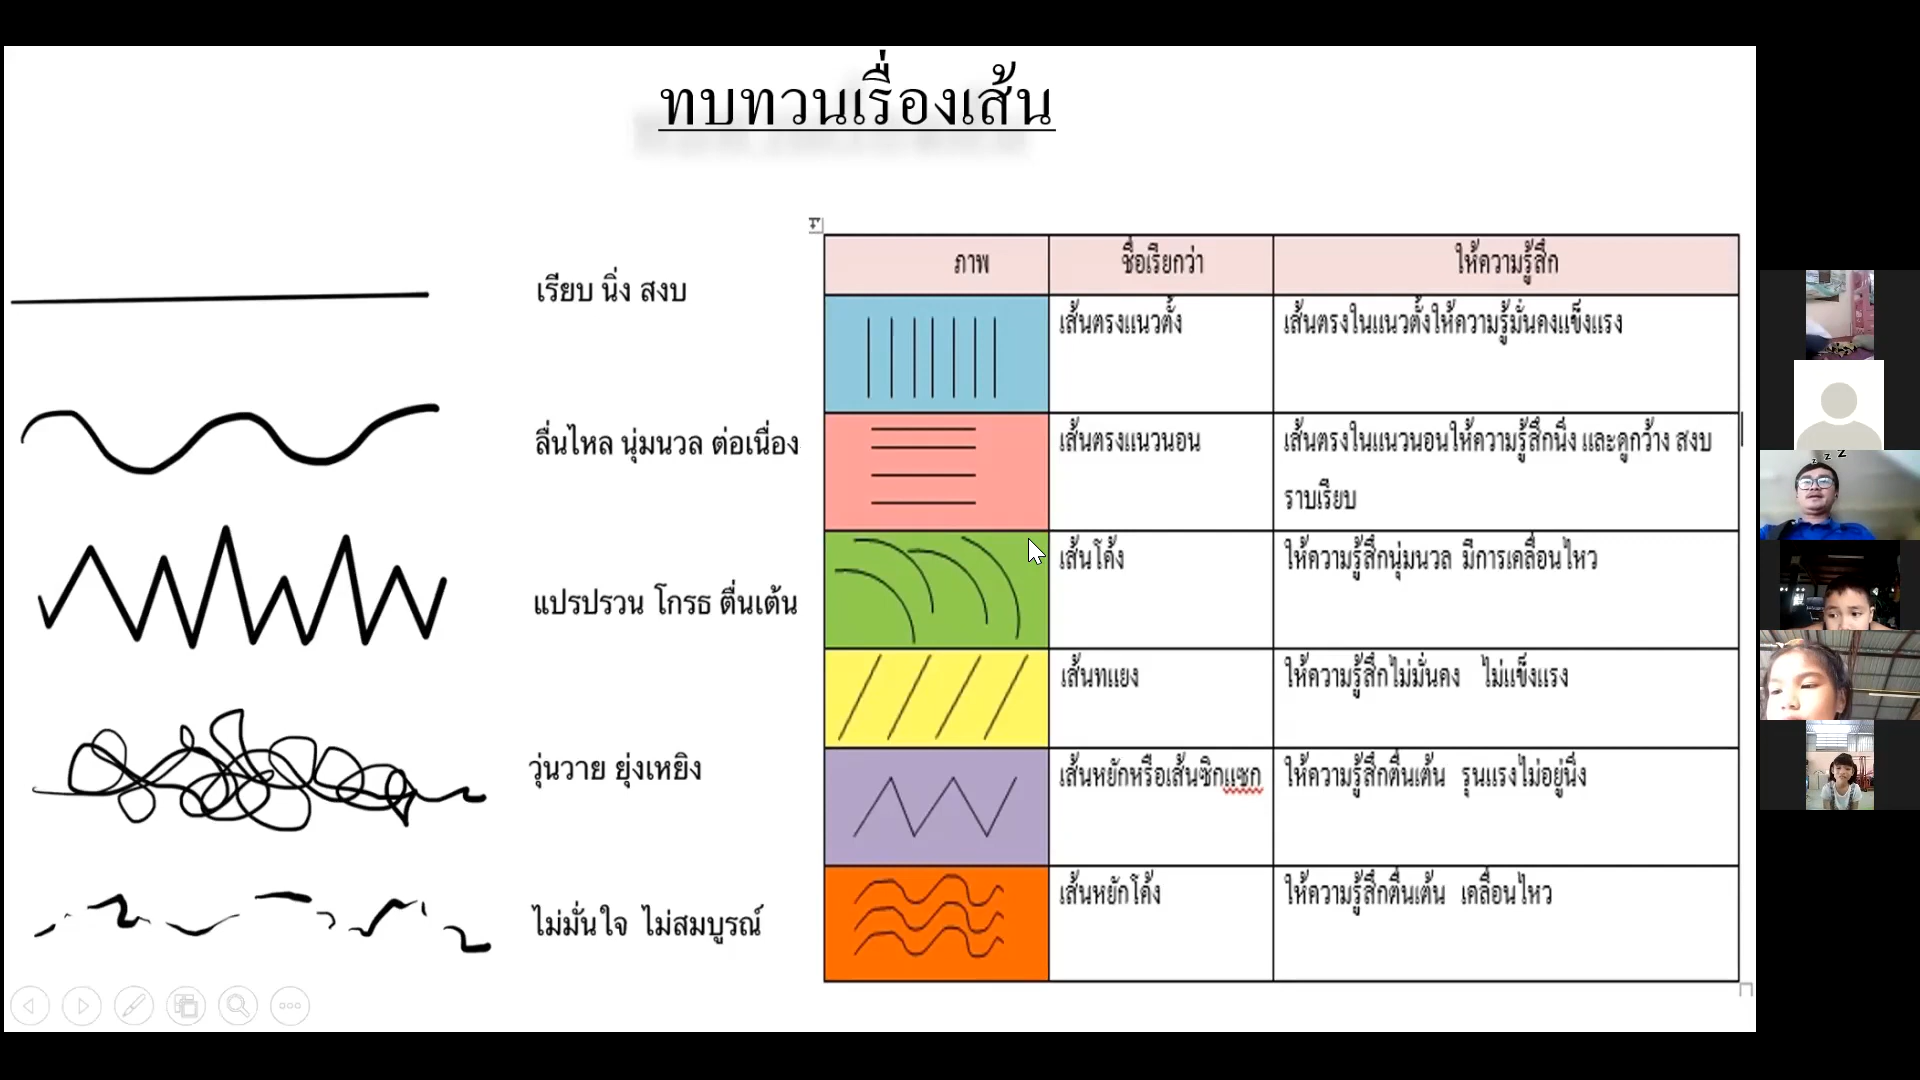 ทบทวนเรื่องเส้น
เรียบ นิ่ง สงบ
ลื่นไหล นุ่มนวล ต่อเนื่อง
แปรปรวน โกรธ ตื่นเต้น
วุ่นวาย ยุ่งเหยิง
ไม่มั่นใจ ไม่สมบูรณ์
ภาพ ชื่อเรียกว่า ให้ความรู้สึก
เส้นตรงแนวตั้ง เส้นตรงในแนวตั้งให้ความรู้มั่นคงแข็งแรง
เส้นตรงแนวนอน เส้นตรงในแนวนอนให้ความรู้สึกนิ่ง และดูกว้าง สงบ
ราบเรียบ
เส้นโค้ง ให้ความรู้สึกนุ่มนวล มีการเคลื่อนไหว
เส้นทแยง ให้ความรู้สึกไม่มั่นคง ไม่แข็งแรง
เส้นหยักหรือเส้นซิกแซก ให้ความรู้สึกตื่นเต้น รุนแรงไม่อยู่นิ่ง
เส้นหยักโค้ง ให้ความรู้สึกตื่นเต้น เคลื่อนไหว
z z Z